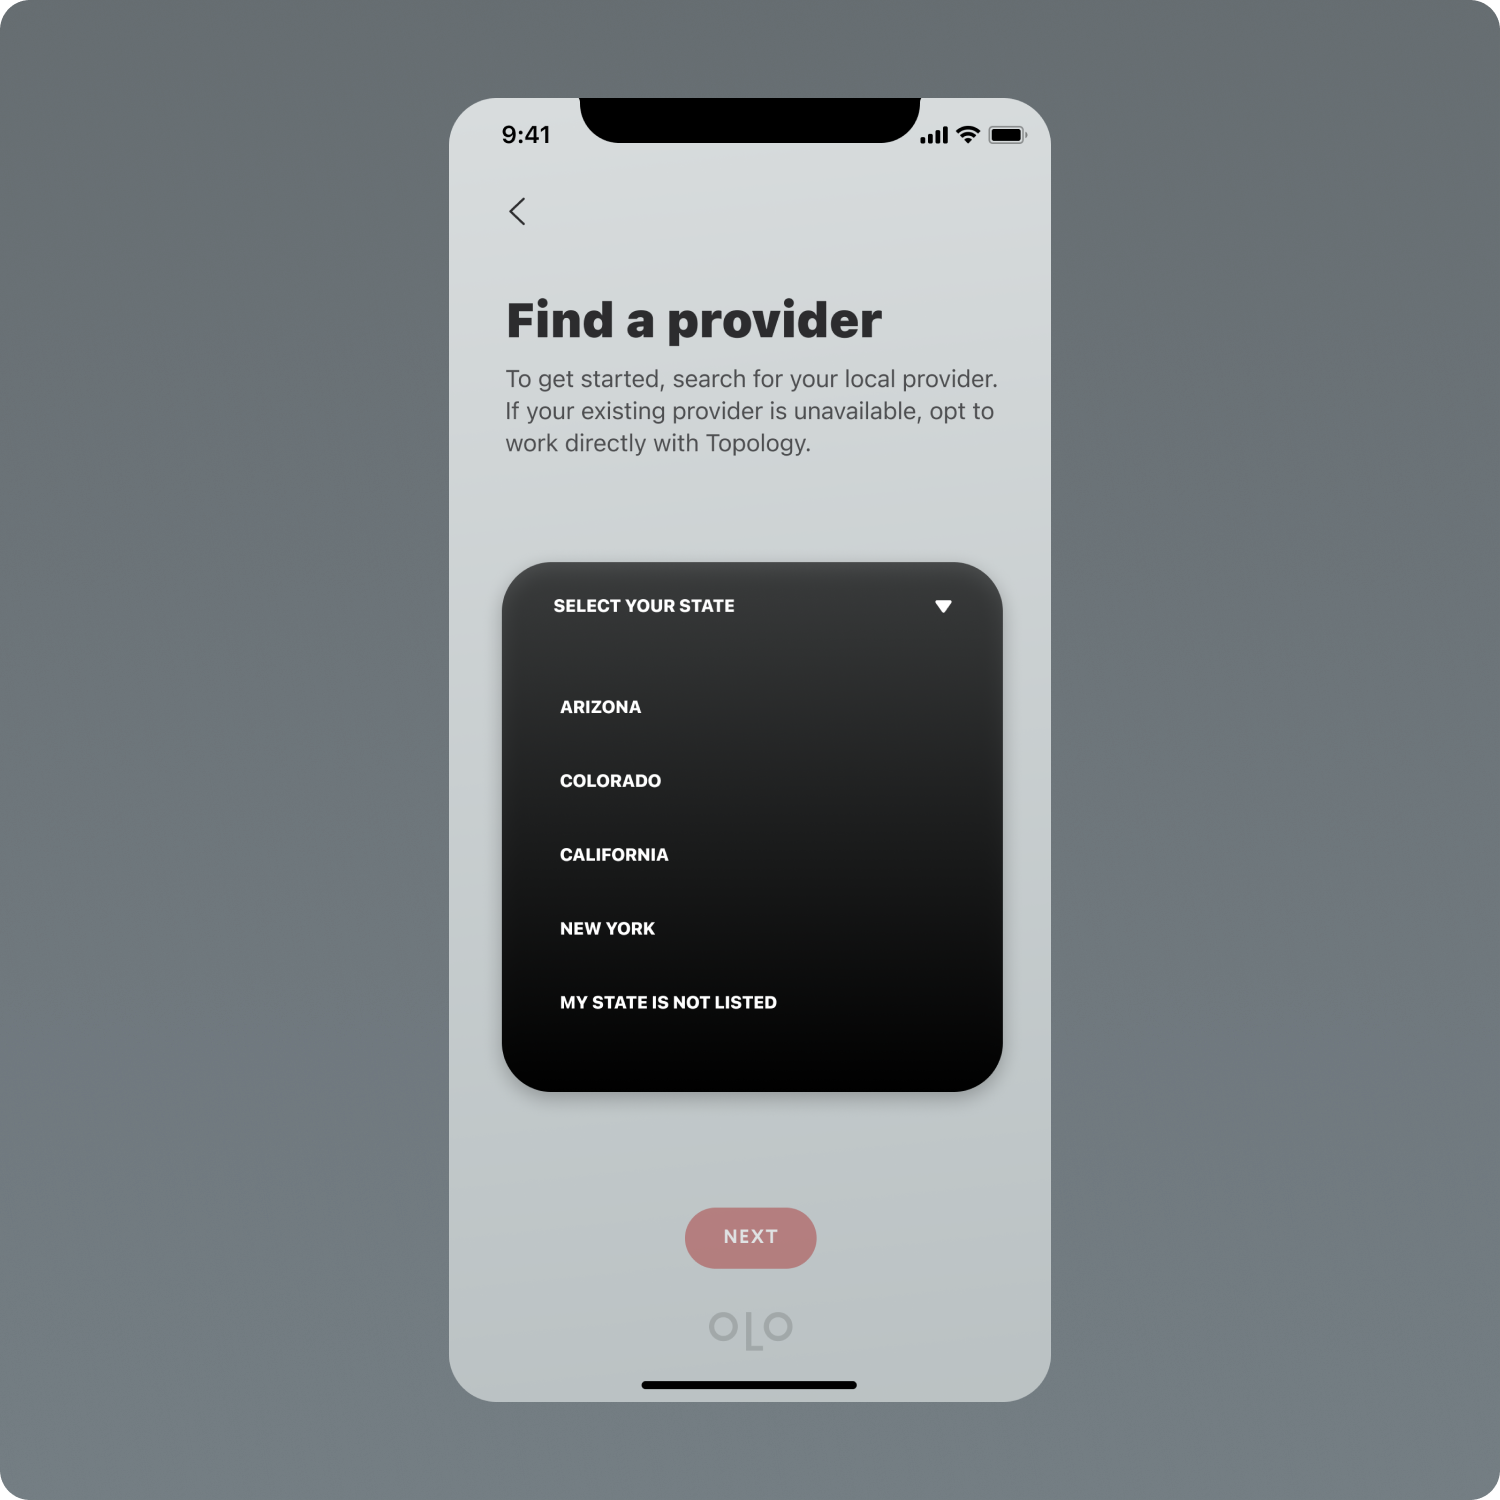 9:41
Find a provider
To get started, search for your local provider.
If your existing provider is unavailable, opt to
work directly with Topology.
SELECT YOUR STATE
ARIZONA
COLORADO
CALIFORNIA
NEW YORK
MY STATE IS NOT LISTED
NEXT
OLO